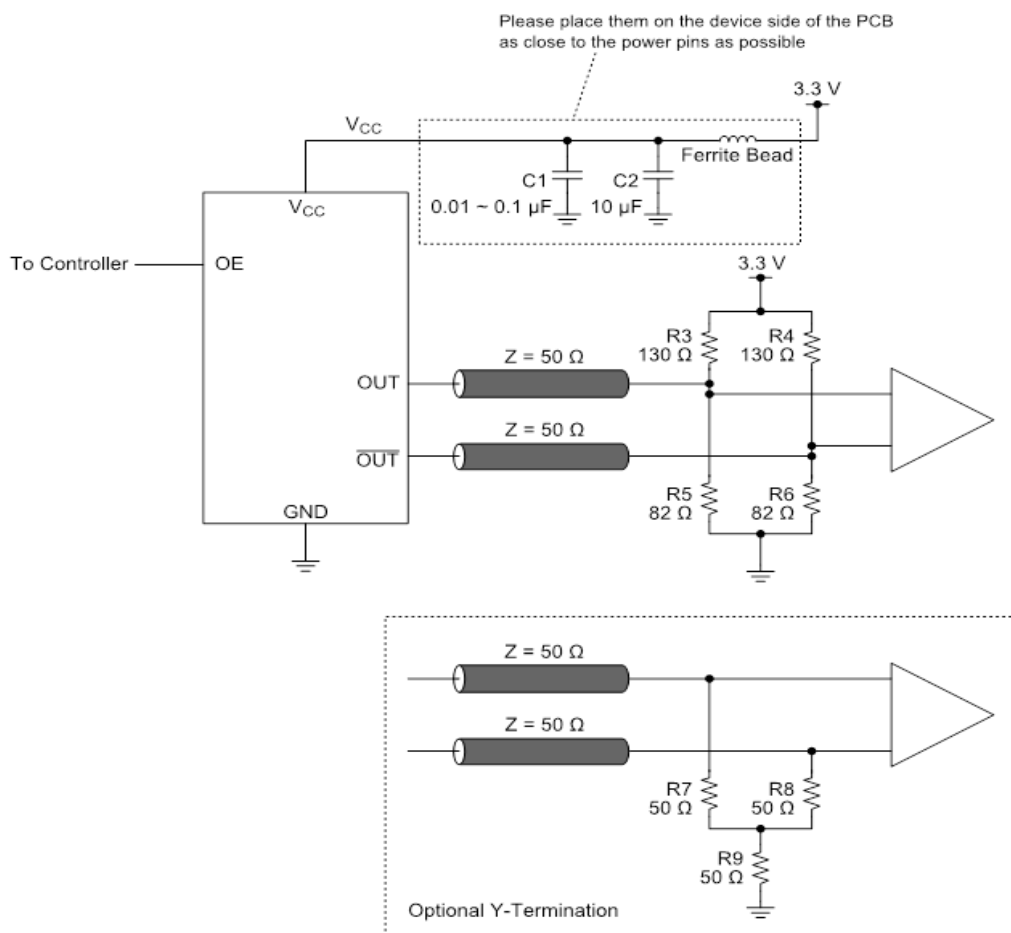 Please place them on the device side of the PCB
as close to the power pins as possible
3.3 V
VCC
Ferrite Bead
C1
C2
0.01 ~ 0.1 µF
10 µF
VCC
To Controller
OE
3.3 V
R3
130 Ω
R4
130 Ω
Z = 50 Ω
OUT
Z = 50 Ω
OUT
R5
82 Ω
R6
82 Ω
GND
Z = 50 Ω
Z = 50 Ω
R7
50 Ω
R8
50 Ω
R9
50 Ω
Optional Y-Termination